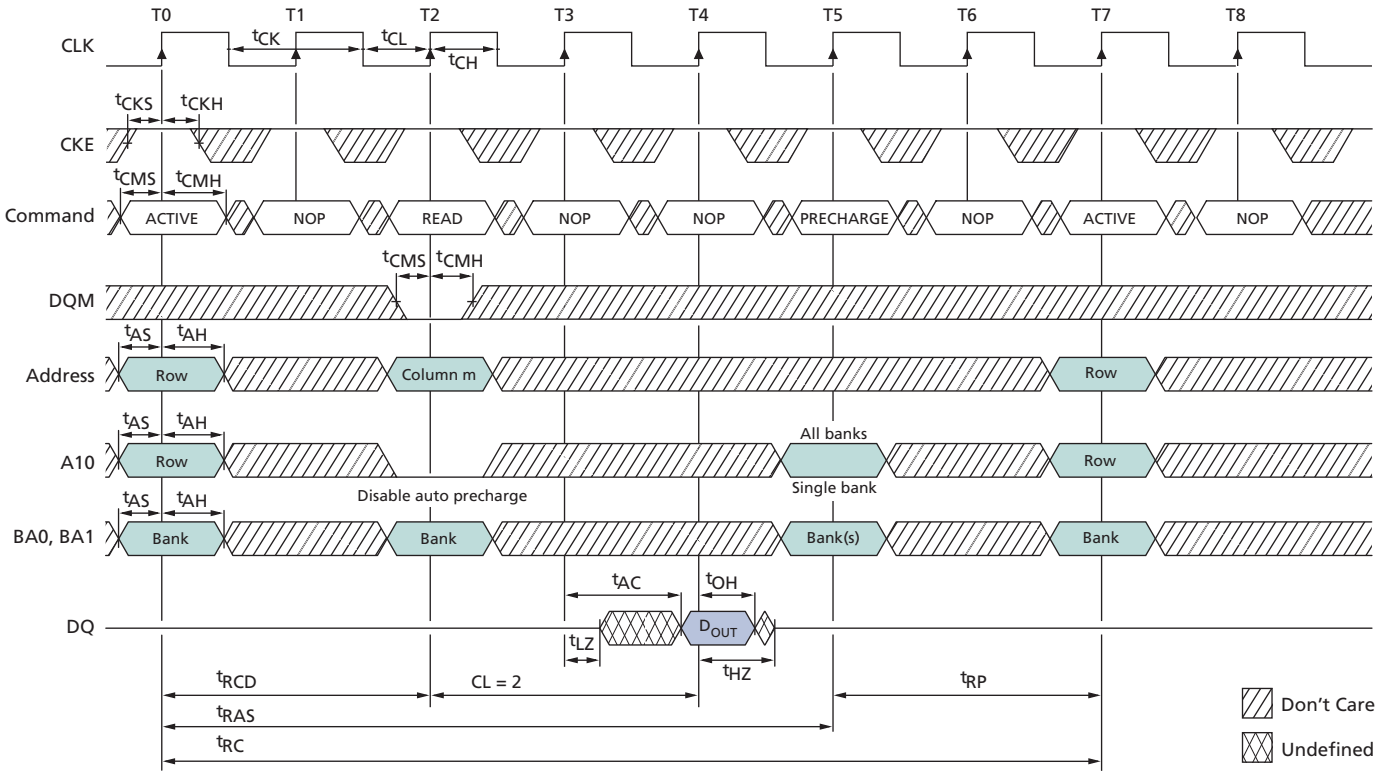 T0 T1 T2 T3 T4 T5 T6 T7 T8
CLK tCK tCL tCH
tCKS tCKH
CKE
tCMS tCMH
Command ACTIVE NOP READ NOP NOP PRECHARGE NOP ACTIVE NOP
tCMS tCMH
DQM
tAS tAH
Address Row Column m Row
tAS tAH All banks
A10 Row Row
Disable auto precharge Single bank
tAS tAH
BA0, BA1 Bank Bank Bank(s) Bank
tAC tOH
DQ DOUT
tLZ tHZ
tRCD CL = 2 tRP
tRAS
tRC
Don't Care
Undefined